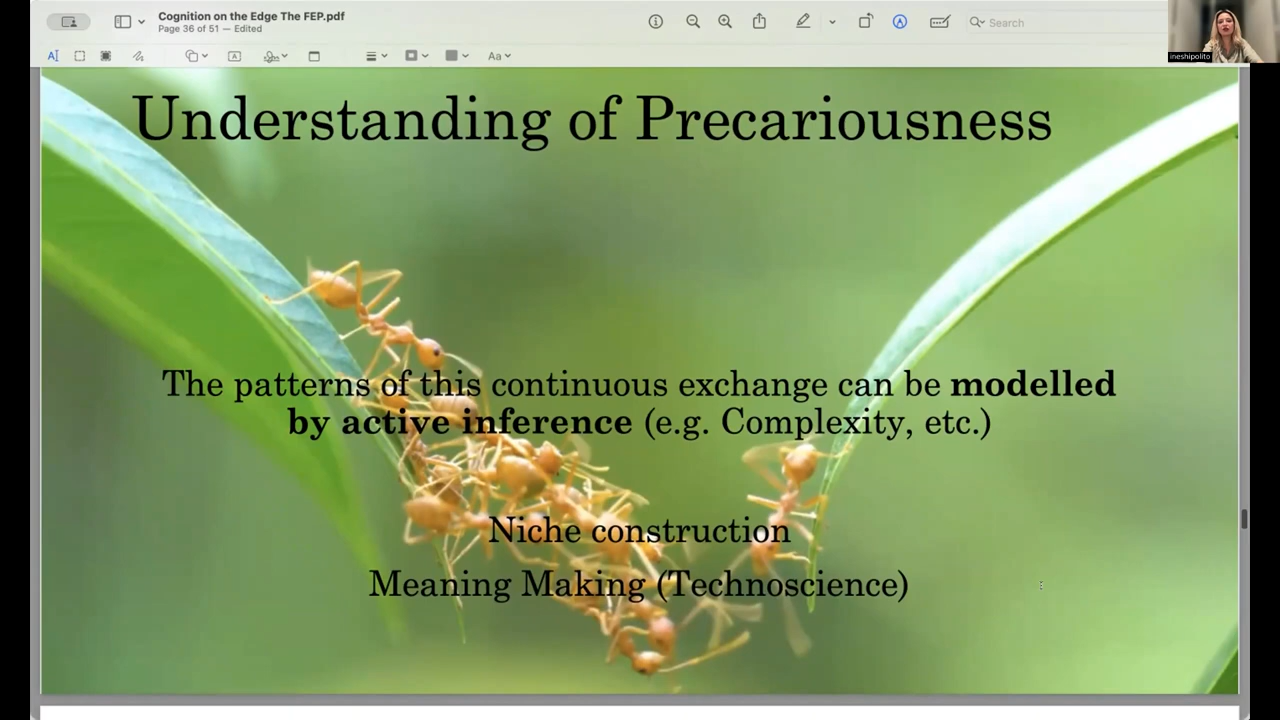 Cognition on the Edge The FEP.pdf
Page 36 of 51 — Edited
Search
ineshipolito
A
A
Aa
Understanding of Precariousness
The patterns of this continuous exchange can be modelled
by active inference (e.g. Complexity, etc.)
Niche construction
Meaning Making (Technoscience)